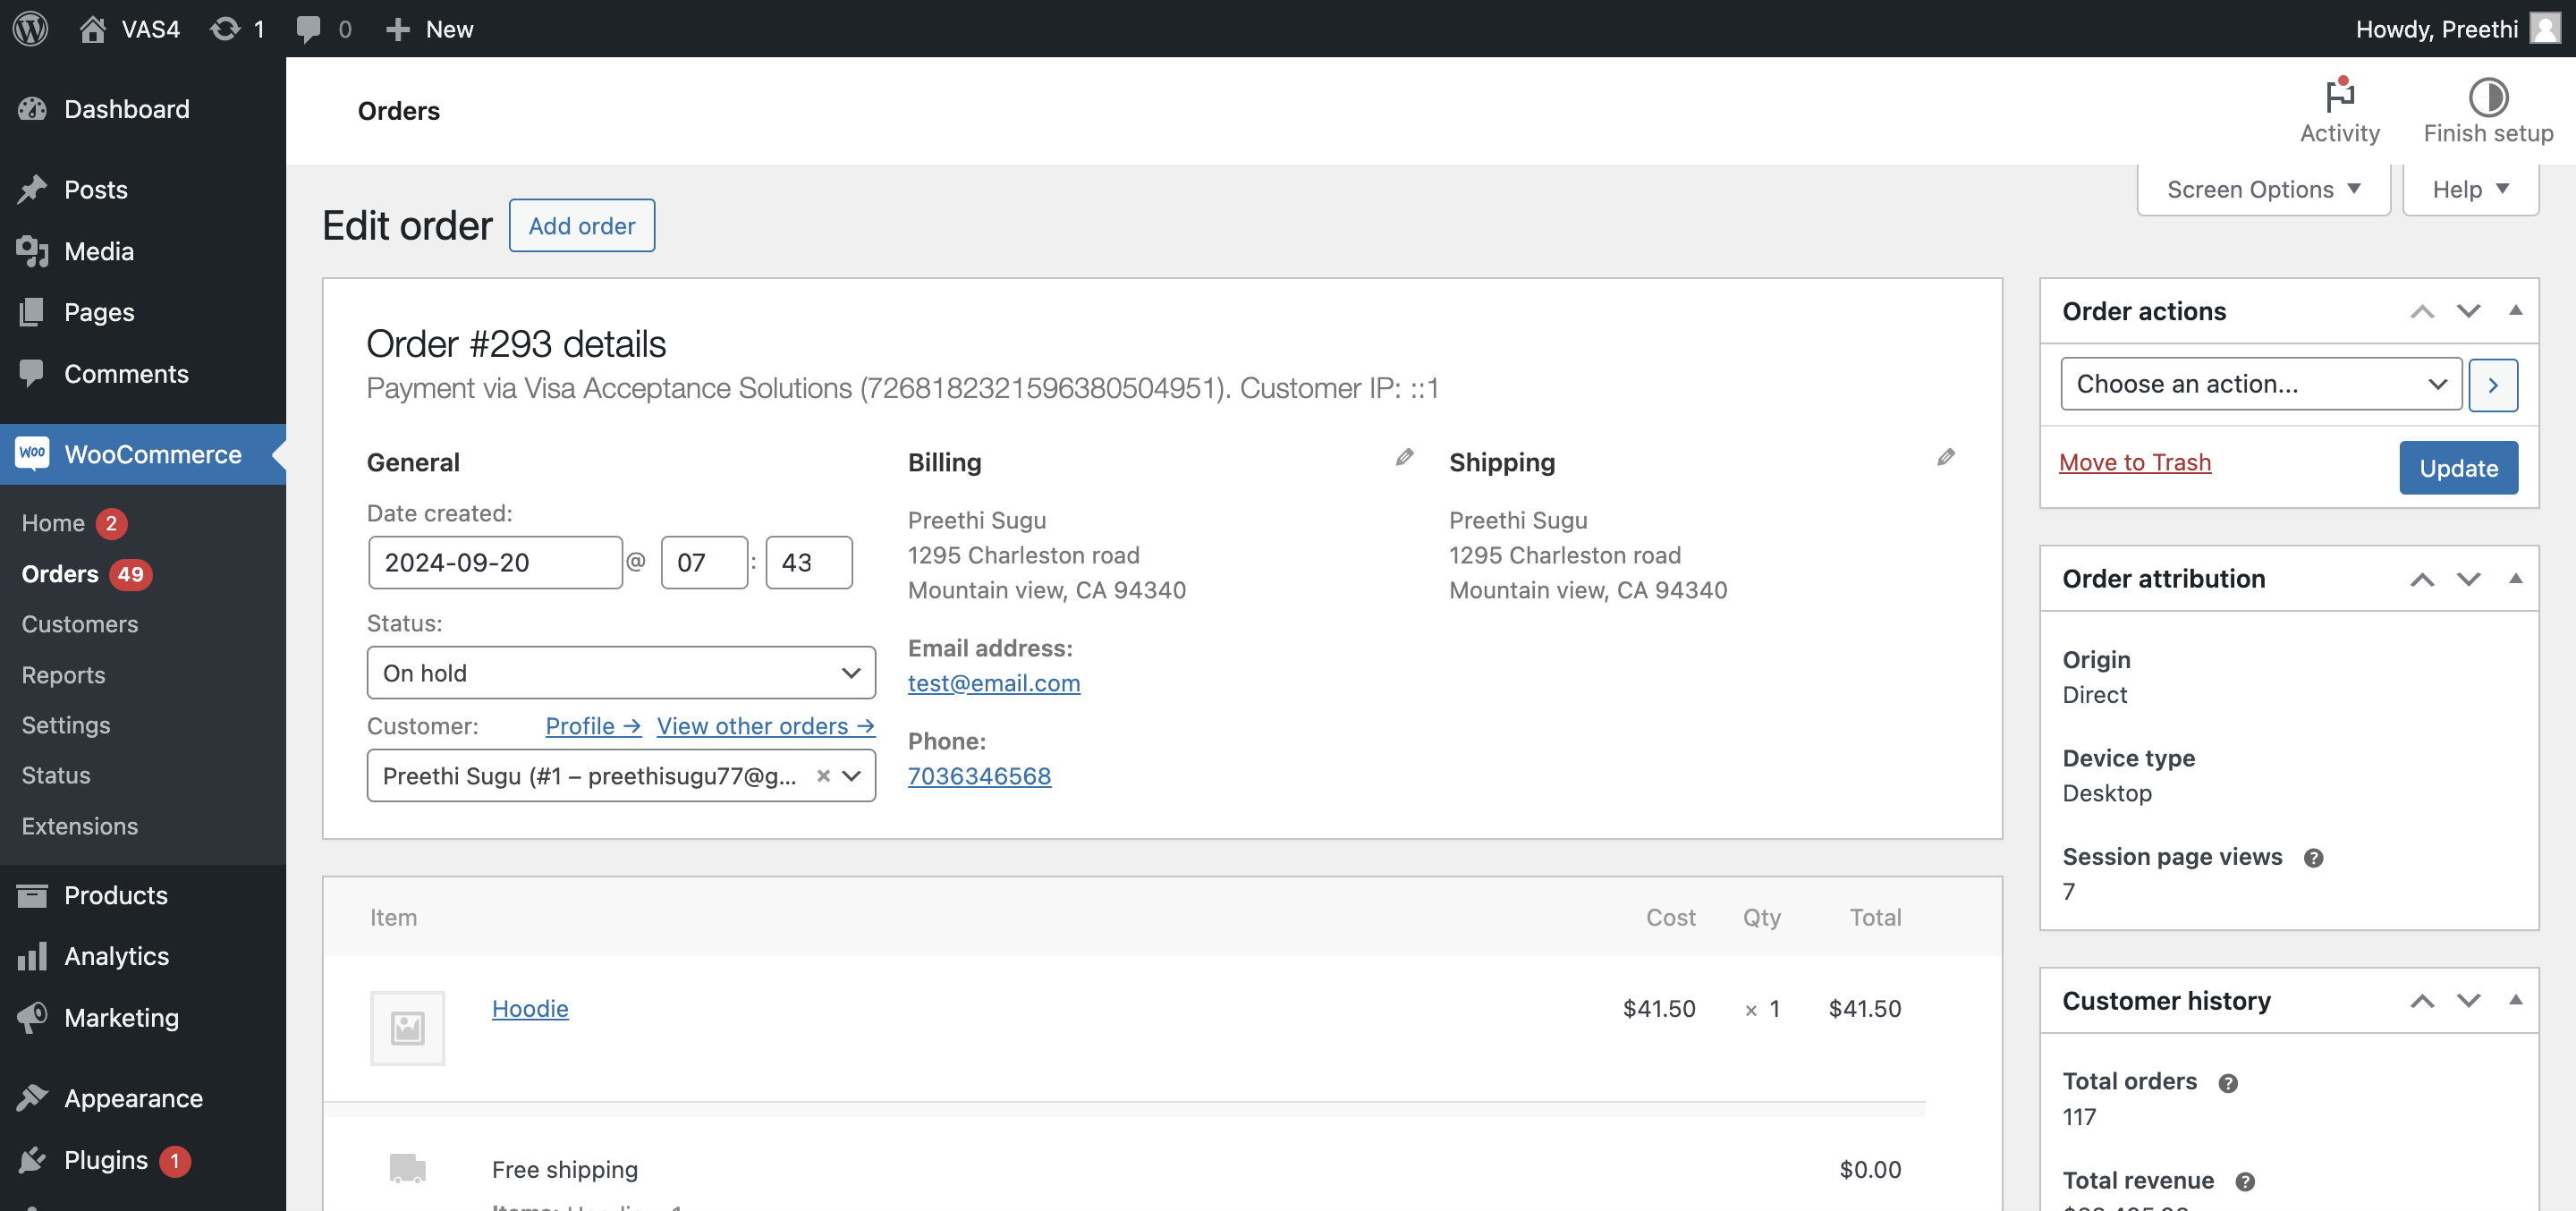 VAS4
1
0
New
Howdy, Preethi
Dashboard
Posts
Media
Pages
Comments
Woo
WooCommerce
Home 2
Orders 49
Customers
Reports
Settings
Status
Extensions
Products
Analytics
Marketing
Appearance
Plugins 1
Orders
Activity
Finish setup
Screen Options
Help
Edit order
Add order
Order #293 details
Payment via Visa Acceptance Solutions (7268182321596380504951). Customer IP: ::1
General
Date created:
2024-09-20 @ 07 : 43
Status:
On hold
Customer:
Profile →
View other orders →
Preethi Sugu (#1 – preethisugu77@g... ×
Billing
Preethi Sugu
1295 Charleston road
Mountain view, CA 94340
Email address:
test@email.com
Phone:
7036346568
Shipping
Preethi Sugu
1295 Charleston road
Mountain view, CA 94340
Item Cost Qty Total
Hoodie $41.50 × 1 $41.50
Free shipping $0.00
Order actions
Choose an action...
Move to Trash
Update
Order attribution
Origin
Direct
Device type
Desktop
Session page views ?
7
Customer history
Total orders ?
117
Total revenue ?